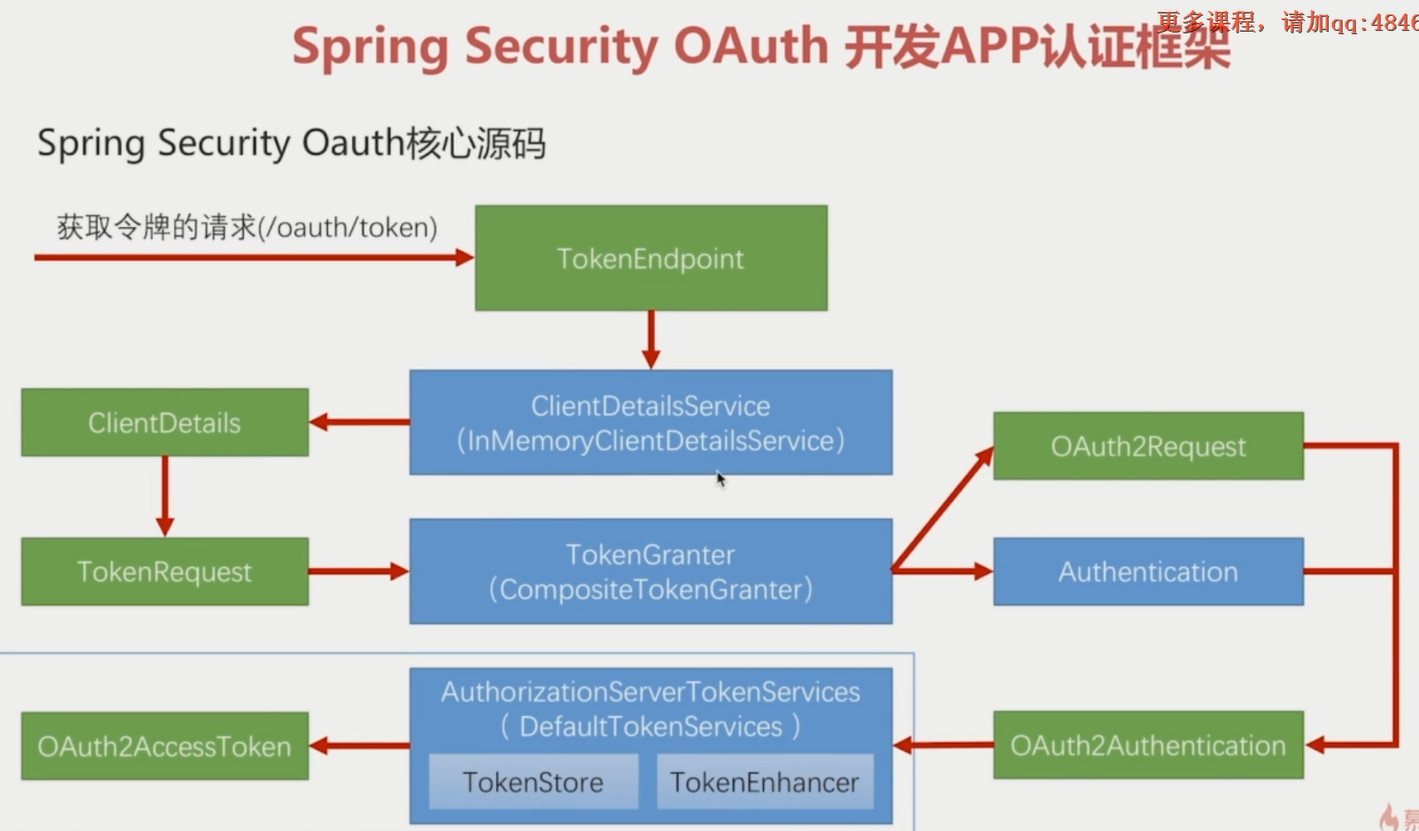 更多课程，请加qq:4846
Spring Security OAuth 开发APP认证框架
Spring Security Oauth核心源码
获取令牌的请求(/oauth/token)
TokenEndpoint
ClientDetails
ClientDetailsService
（InMemoryClientDetailsService）
OAuth2Request
TokenRequest
TokenGranter
（CompositeTokenGranter）
Authentication
OAuth2AccessToken
AuthorizationServerTokenServices
（ DefaultTokenServices ）
TokenStore
TokenEnhancer
OAuth2Authentication